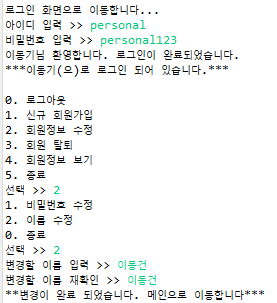 로그인 화면으로 이동합니다...
아이디 입력 >> personal
비밀번호 입력 >> personal123
이동기님 환영합니다. 로그인이 완료되었습니다.
***이동기(으)로 로그인 되어 있습니다.***

0. 로그아웃
1. 신규 회원가입
2. 회원정보 수정
3. 회원 탈퇴
4. 회원정보 보기
5. 종료
선택 >> 2
1. 비밀번호 수정
2. 이름 수정
0. 종료
선택 >> 2
변경할 이름 입력 >> 이동건
변경할 이름 재확인 >> 이동건
**변경이 완료 되었습니다. 메인으로 이동합니다***